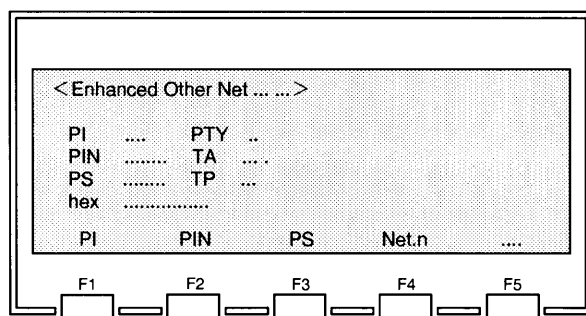 <Enhanced Other Net ... ...>
PI .... PTY ..
PIN ........ TA ... .
PS ........ TP ...
hex ...............
PI PIN PS Net.n ....
F1 F2 F3 F4 F5